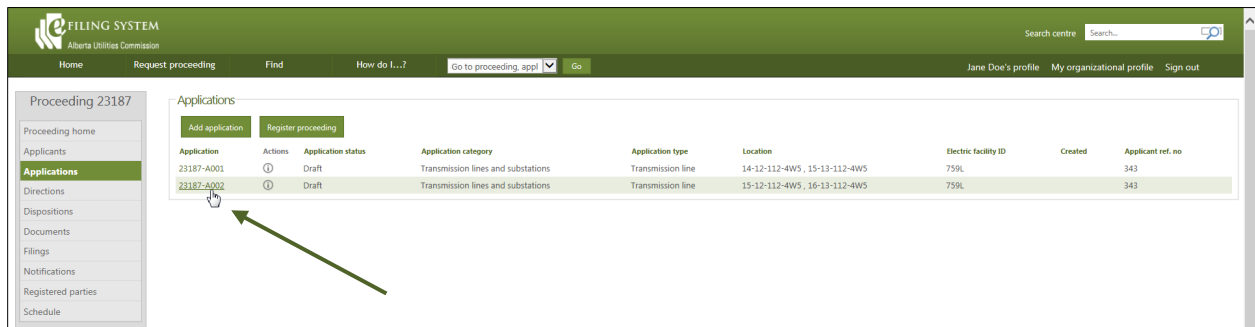 eFILING SYSTEM
Alberta Utilities Commission
Search centre Search...
Home Request proceeding Find How do I...? Go to proceeding, appl Go Jane Doe's profile My organizational profile Sign out
Proceeding 23187
Proceeding home
Applicants
Applications
Directions
Dispositions
Documents
Filings
Notifications
Registered parties
Schedule
Applications
Add application Register proceeding
Application Actions Application status Application category Application type Location Electric facility ID Created Applicant ref. no
23187-A001 Draft Transmission lines and substations Transmission line 14-12-112-4W5 , 15-13-112-4W5 759L 343
23187-A002 Draft Transmission lines and substations Transmission line 15-12-112-4W5 , 16-13-112-4W5 759L 343